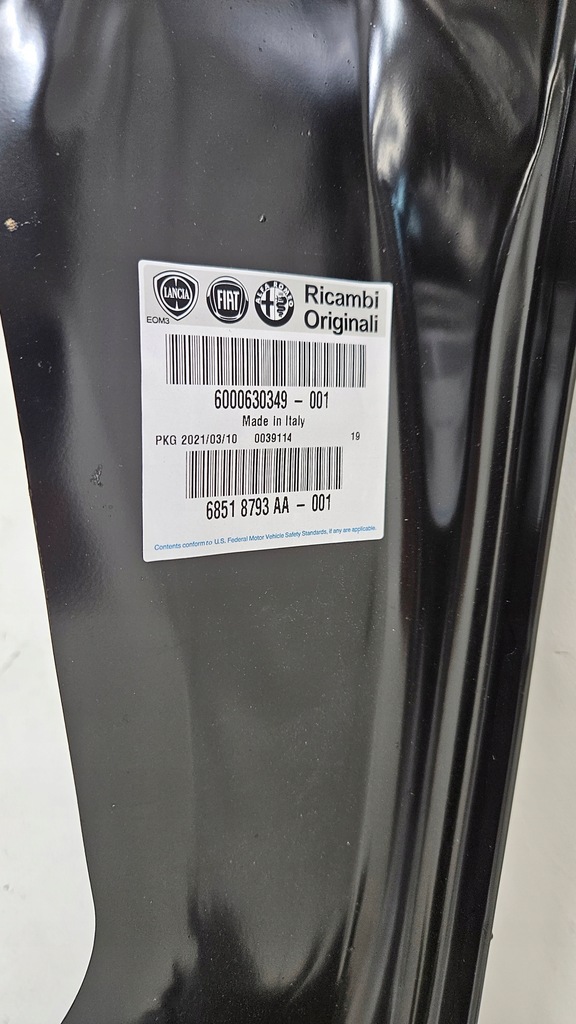 LANCIA
FIAT
ALFA ROMEO
Ricambi
Originali
EOM3
6000630349 - 001
Made in Italy
PKG 2021/03/10 0039114 19
6851 8793 AA - 001
Contents conform to U.S. Federal Motor Vehicle Safety Standards, if any are applicable.